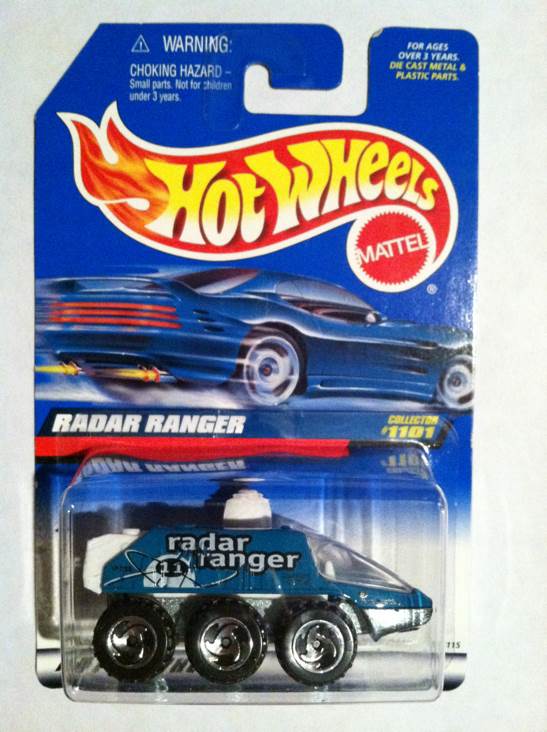 ⚠ WARNING:
CHOKING HAZARD –
Small parts. Not for children
under 3 years.
FOR AGES
OVER 3 YEARS.
DIE CAST METAL &
PLASTIC PARTS.
HOT WHEELS
MATTEL
®
RADAR RANGER
COLLECTOR
#1101
radar
ranger
11